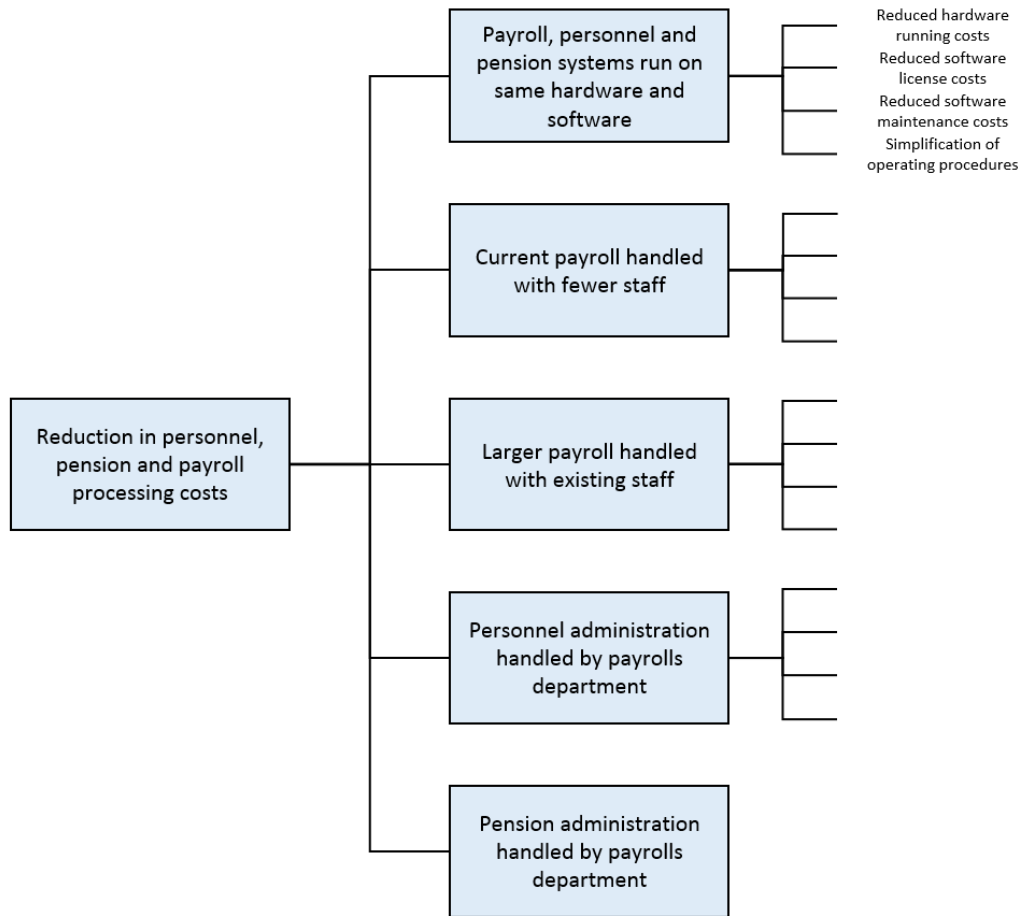 Payroll, personnel and
pension systems run on
same hardware and
software
Reduced hardware
running costs
Reduced software
license costs
Reduced software
maintenance costs
Simplification of
operating procedures
Current payroll handled
with fewer staff
Reduction in personnel,
pension and payroll
processing costs
Larger payroll handled
with existing staff
Personnel administration
handled by payrolls
department
Pension administration
handled by payrolls
department